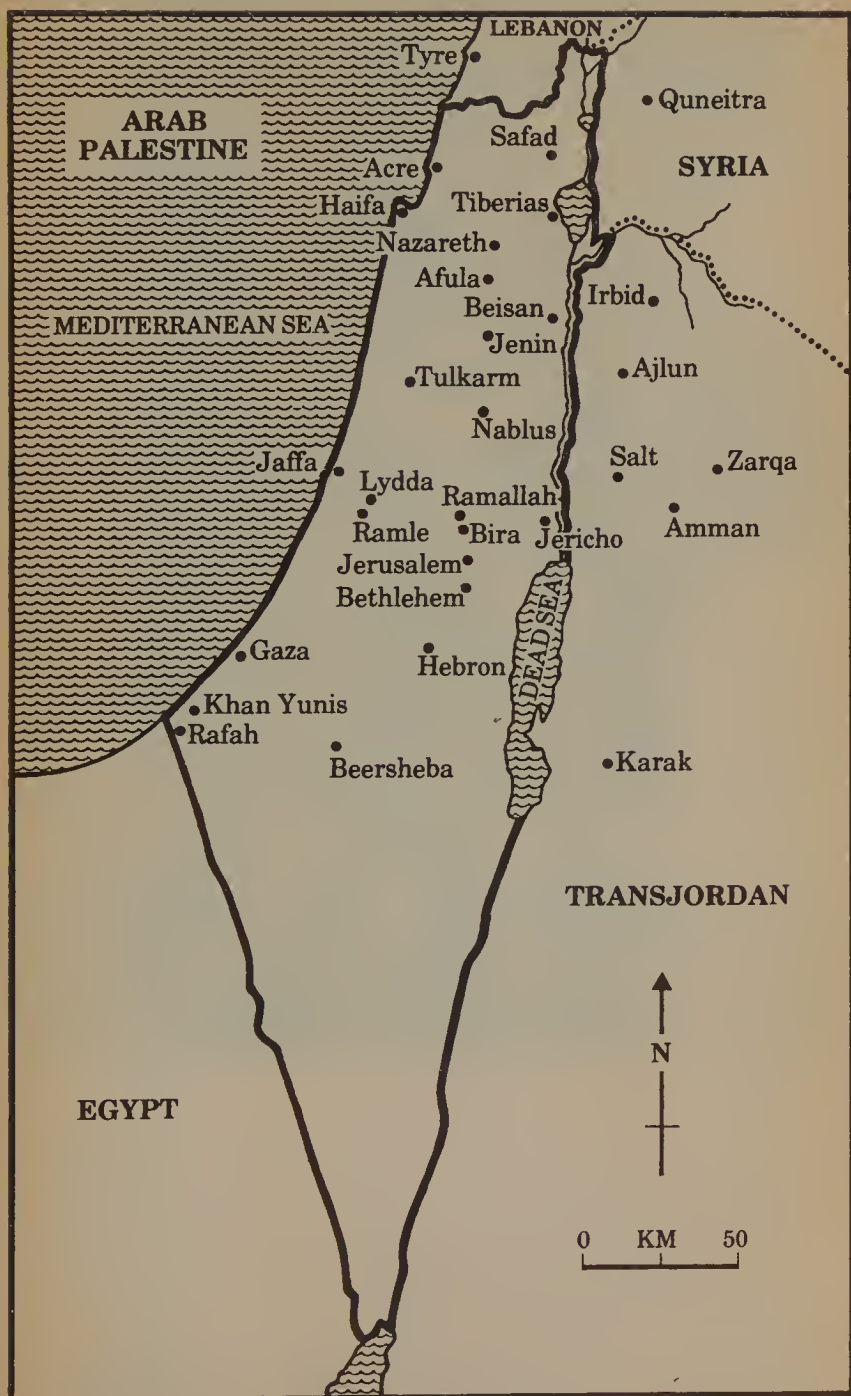 LEBANON
Tyre
Quneitra
ARAB
PALESTINE
Safad
SYRIA
Acre
Haifa
Tiberias
Nazareth
Afula
Irbid
Beisan
MEDITERRANEAN SEA
Jenin
Ajlun
Tulkarm
Nablus
Jaffa
Salt
Zarqa
Lydda
Ramallah
Ramle
Bira
Jericho
Amman
Jerusalem
Bethlehem
DEAD SEA
Gaza
Hebron
Khan Yunis
Rafah
Beersheba
Karak
TRANSJORDAN
N
EGYPT
0 KM 50